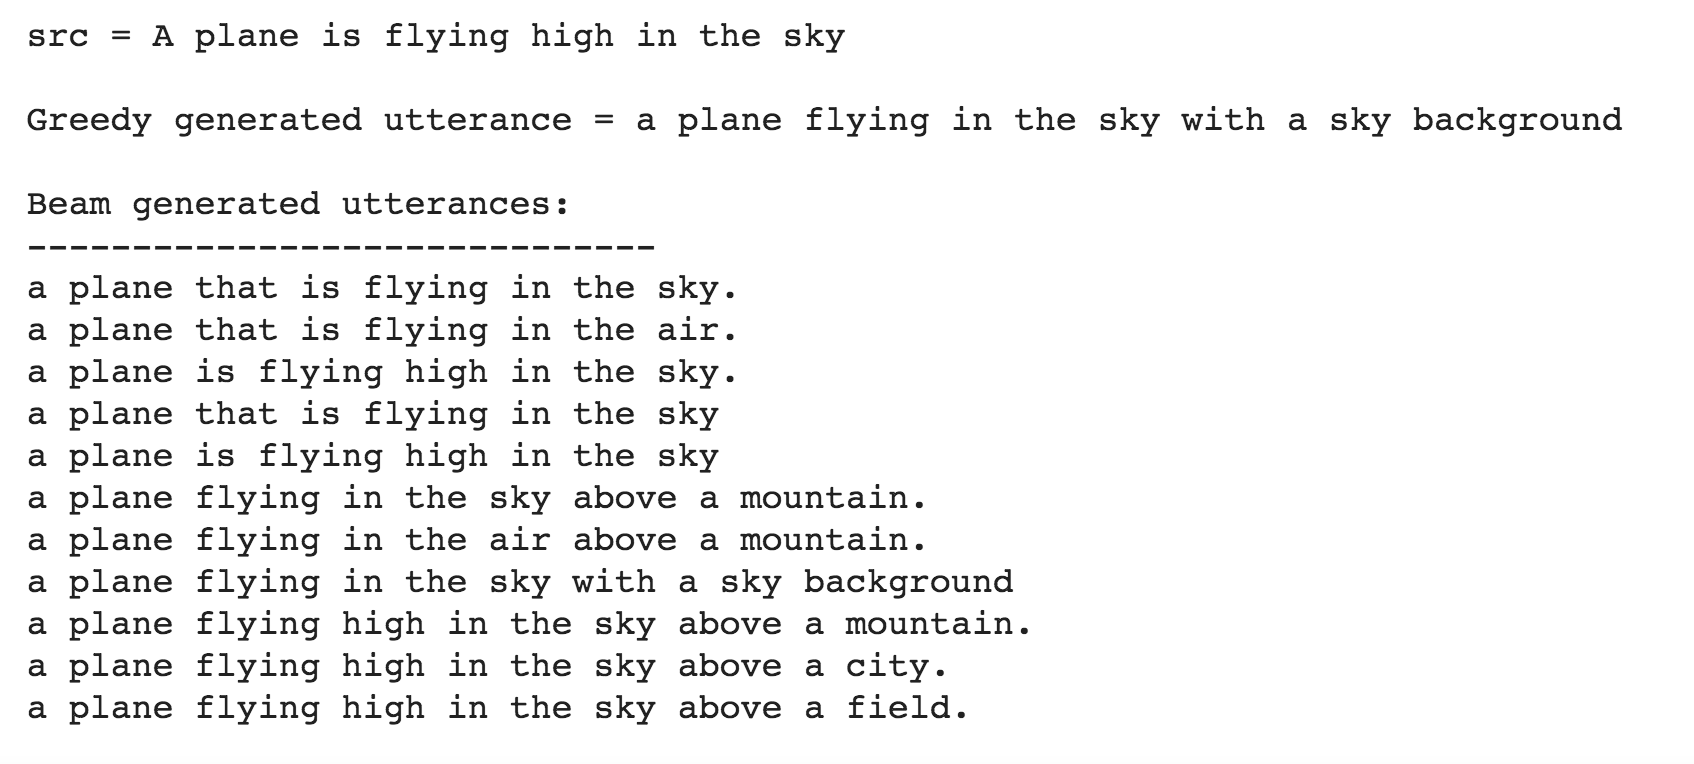 src = A plane is flying high in the sky
Greedy generated utterance = a plane flying in the sky with a sky background
Beam generated utterances:
------------------------------
a plane that is flying in the sky.
a plane that is flying in the air.
a plane is flying high in the sky.
a plane that is flying in the sky
a plane is flying high in the sky
a plane flying in the sky above a mountain.
a plane flying in the air above a mountain.
a plane flying in the sky with a sky background
a plane flying high in the sky above a mountain.
a plane flying high in the sky above a city.
a plane flying high in the sky above a field.